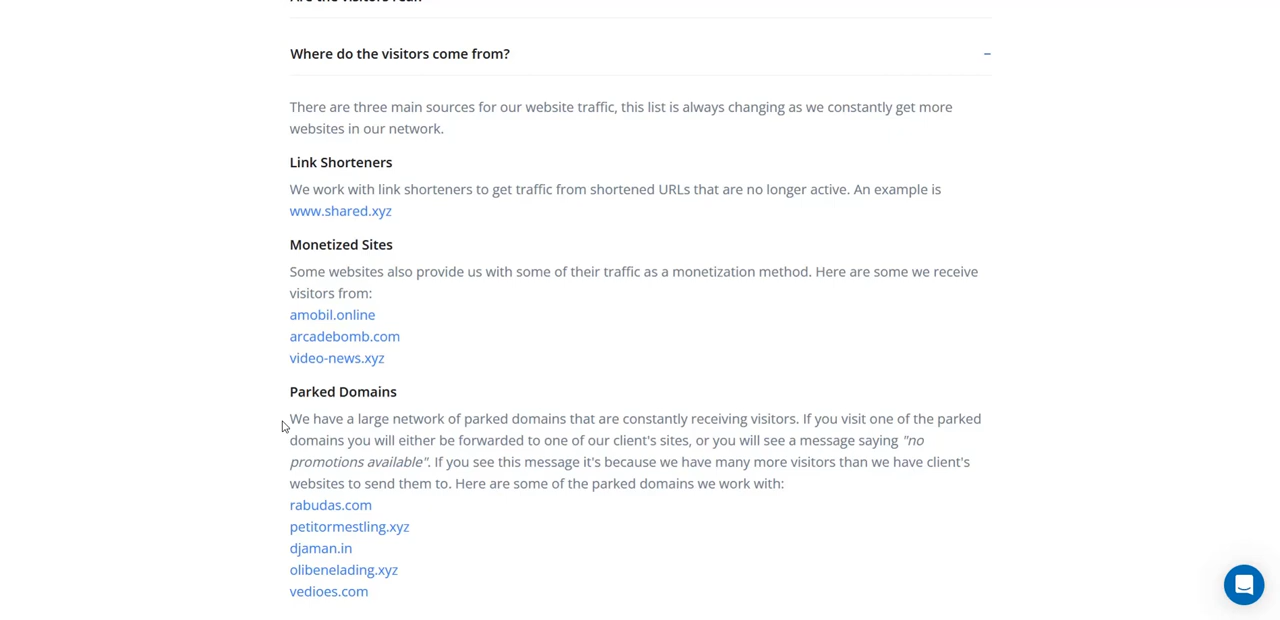 Are the visitors real?
Where do the visitors come from?
There are three main sources for our website traffic, this list is always changing as we constantly get more
websites in our network.
Link Shorteners
We work with link shorteners to get traffic from shortened URLs that are no longer active. An example is
www.shared.xyz
Monetized Sites
Some websites also provide us with some of their traffic as a monetization method. Here are some we receive
visitors from:
amobil.online
arcadebomb.com
video-news.xyz
Parked Domains
We have a large network of parked domains that are constantly receiving visitors. If you visit one of the parked
domains you will either be forwarded to one of our client's sites, or you will see a message saying "no
promotions available". If you see this message it's because we have many more visitors than we have client's
websites to send them to. Here are some of the parked domains we work with:
rabudas.com
petitormestling.xyz
djaman.in
olibenelading.xyz
vedioes.com